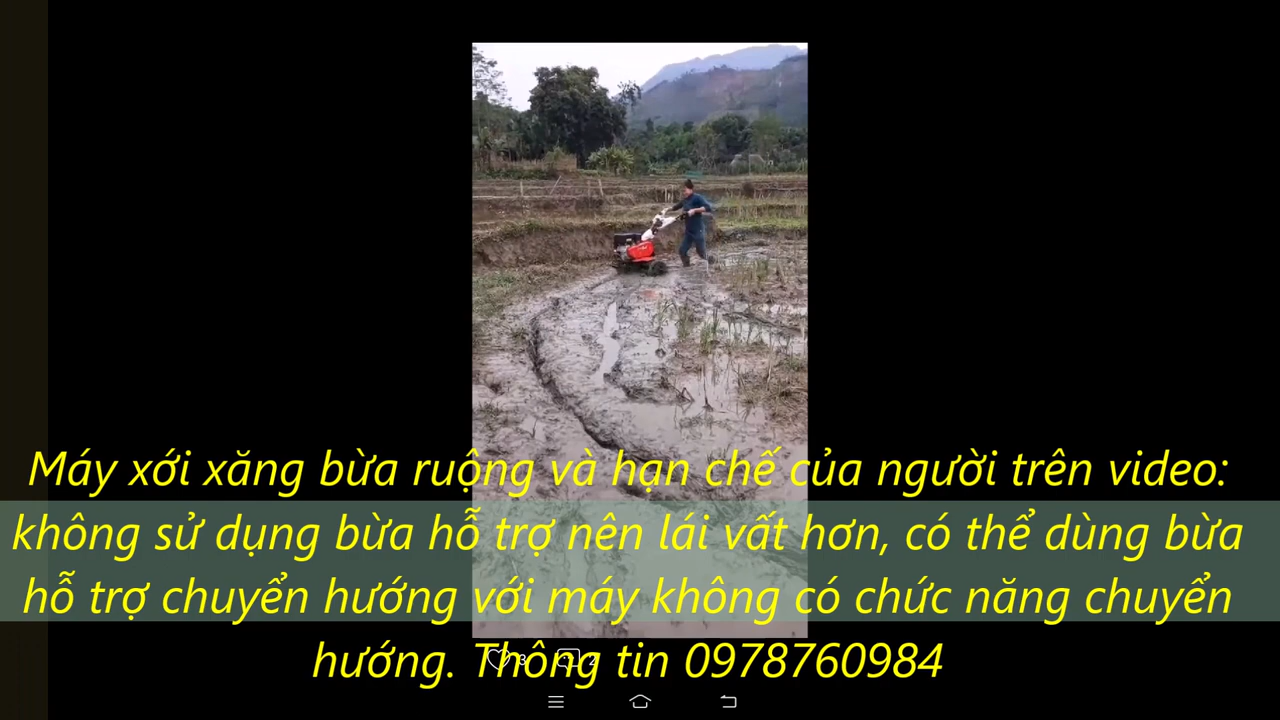 Máy xới xăng bừa ruộng và hạn chế của người trên video:
không sử dụng bừa hỗ trợ nên lái vất hơn, có thể dùng bừa
hỗ trợ chuyển hướng với máy không có chức năng chuyển
hướng. Thông tin 0978760984